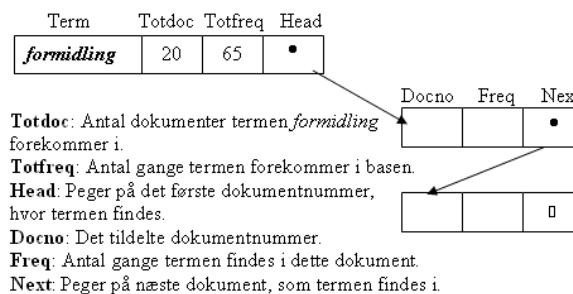 Term Totdoc Totfreq Head
formidling 20 65
Docno Freq Next
Totdoc: Antal dokumenter termen formidling
forekommer i.
Totfreq: Antal gange termen forekommer i basen.
Head: Peger på det første dokumentnummer,
hvor termen findes.
Docno: Det tildelte dokumentnummer.
Freq: Antal gange termen findes i dette dokument.
Next: Peger på næste dokument, som termen findes i.